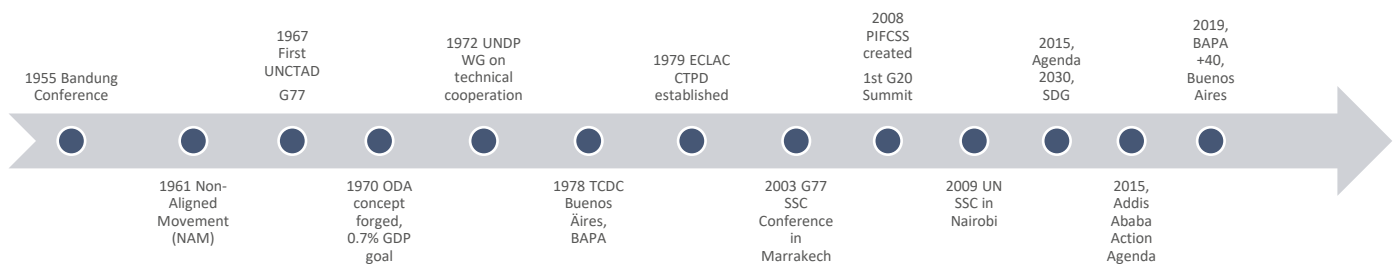 1955 Bandung
Conference
1961 Non-
Aligned
Movement
(NAM)
1967
First
UNCTAD
G77
1970 ODA
concept
forged,
0.7% GDP
goal
1972 UNDP
WG on
technical
cooperation
1978 TCDC
Buenos
Äires,
BAPA
1979 ECLAC
CTPD
established
2003 G77
SSC
Conference
in
Marrakech
2008
PIFCSS
created
1st G20
Summit
2009 UN
SSC in
Nairobi
2015,
Agenda
2030,
SDG
2015,
Addis
Ababa
Action
Agenda
2019,
BAPA
+40,
Buenos
Aires